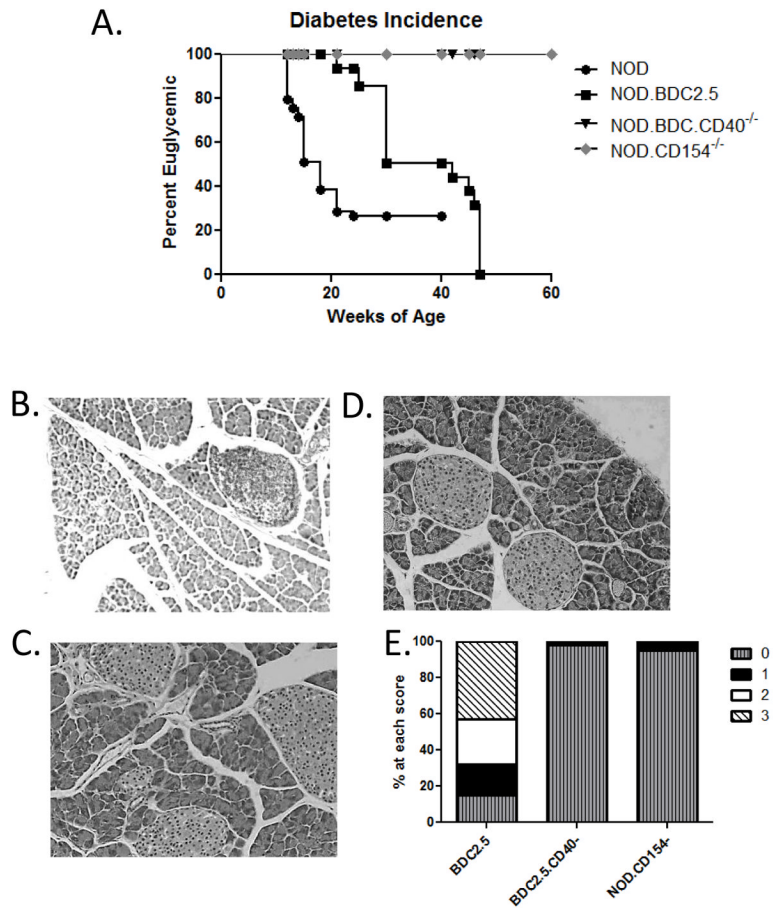 A.
Diabetes Incidence
Percent Euglycemic
100
80
60
40
20
0
0
20
40
60
Weeks of Age
NOD
NOD.BDC2.5
NOD.BDC.CD40-/-
NOD.CD154-/-
B.
D.
C.
E.
% at each score
100
80
60
40
20
0
BDC2.5
BDC2.5.CD40-
NOD.CD154-
0
1
2
3